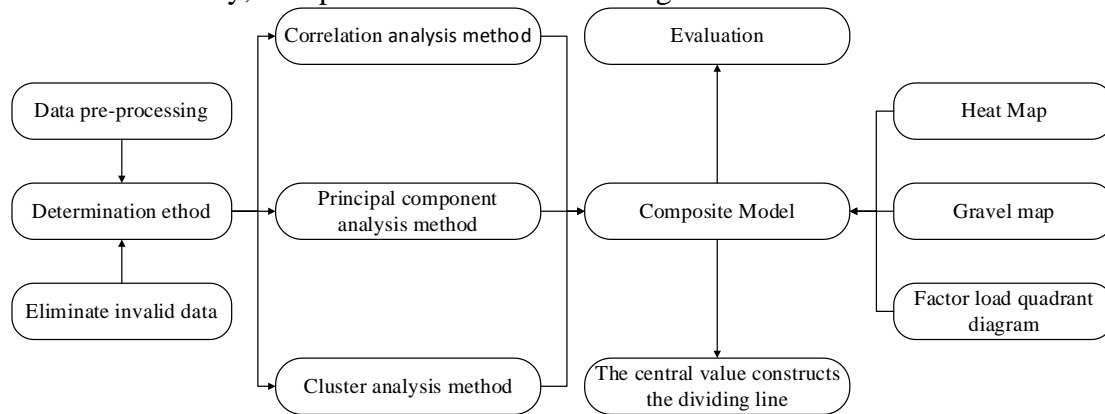 Correlation analysis method
Evaluation
Data pre-processing
Heat Map
Determination ethod
Principal component
analysis method
Composite Model
Gravel map
Eliminate invalid data
Factor load quadrant
diagram
Cluster analysis method
The central value constructs
the dividing line